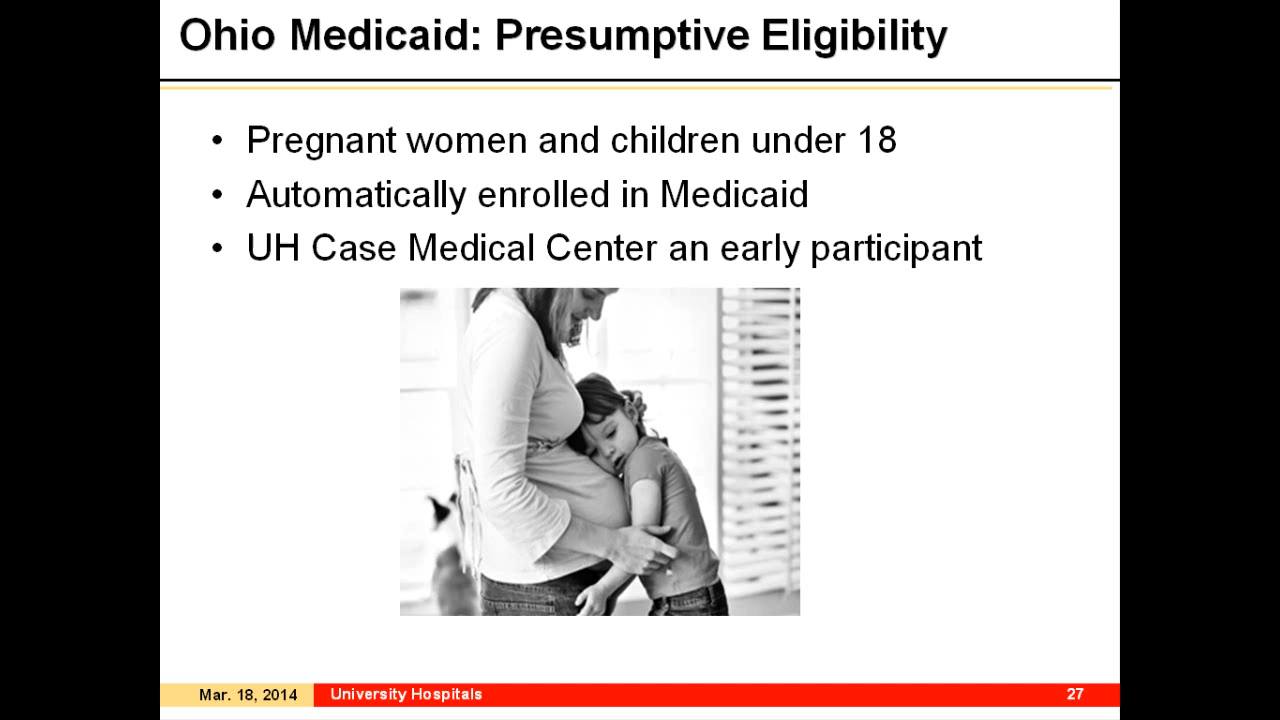 Ohio Medicaid: Presumptive Eligibility
• Pregnant women and children under 18
• Automatically enrolled in Medicaid
• UH Case Medical Center an early participant
Mar. 18, 2014 University Hospitals 27